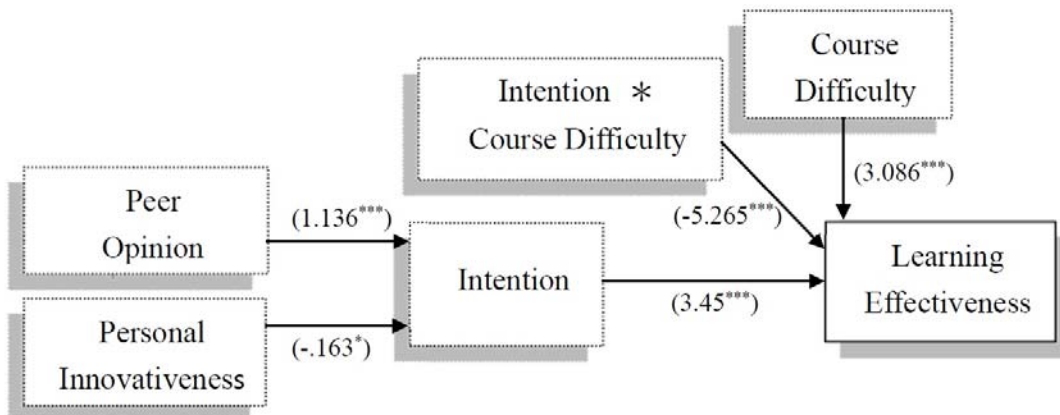 Course
Difficulty
Intention ∗
Course Difficulty
(3.086***)
Peer
Opinion
(1.136***)
(-5.265***)
Intention
Learning
Effectiveness
(3.45***)
Personal
Innovativeness
(-.163*)